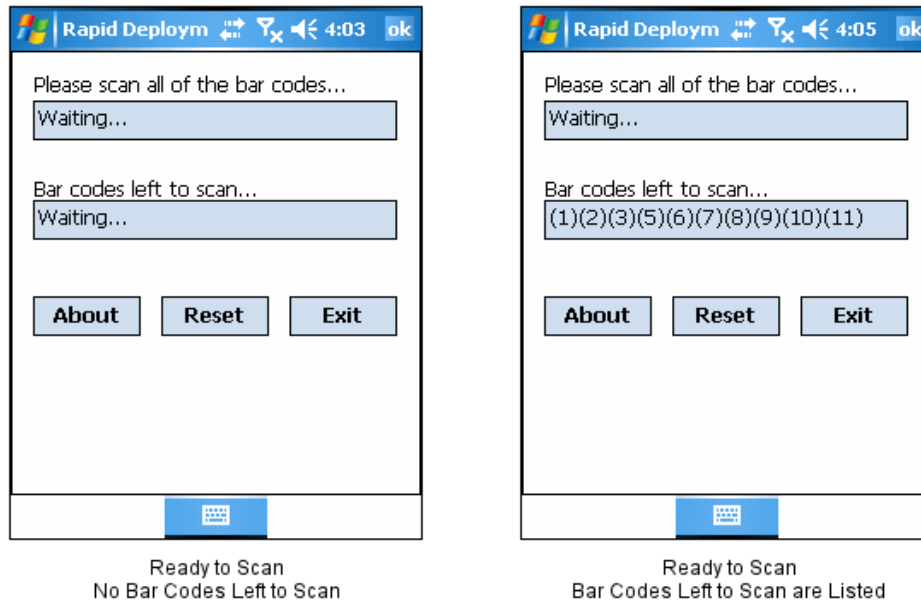 Rapid Deploym 4:03 ok
Please scan all of the bar codes...
Waiting...
Bar codes left to scan...
Waiting...
About Reset Exit
Ready to Scan
No Bar Codes Left to Scan
Rapid Deploym 4:05 ok
Please scan all of the bar codes...
Waiting...
Bar codes left to scan...
(1)(2)(3)(5)(6)(7)(8)(9)(10)(11)
About Reset Exit
Ready to Scan
Bar Codes Left to Scan are Listed